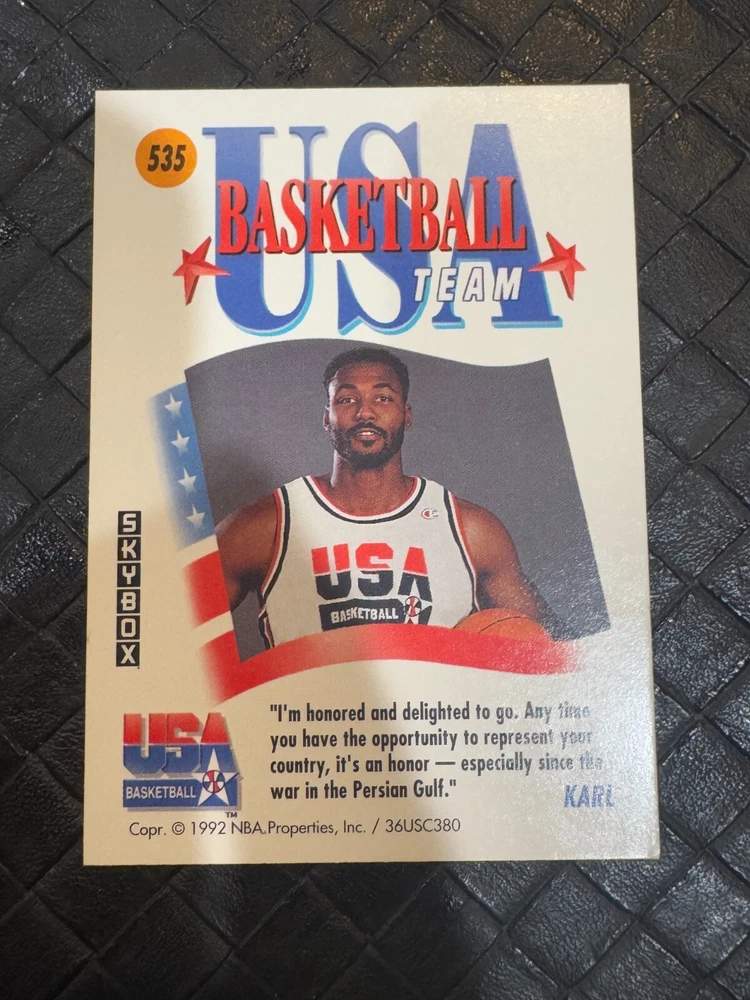 535
USA
BASKETBALL
TEAM
C
USA
BASKETBALL
SKYBOX
"I'm honored and delighted to go. Any time
you have the opportunity to represent your
country, it's an honor — especially since the
war in the Persian Gulf."
KARL
USA
BASKETBALL
™
Copr. © 1992 NBA Properties, Inc. / 36USC380